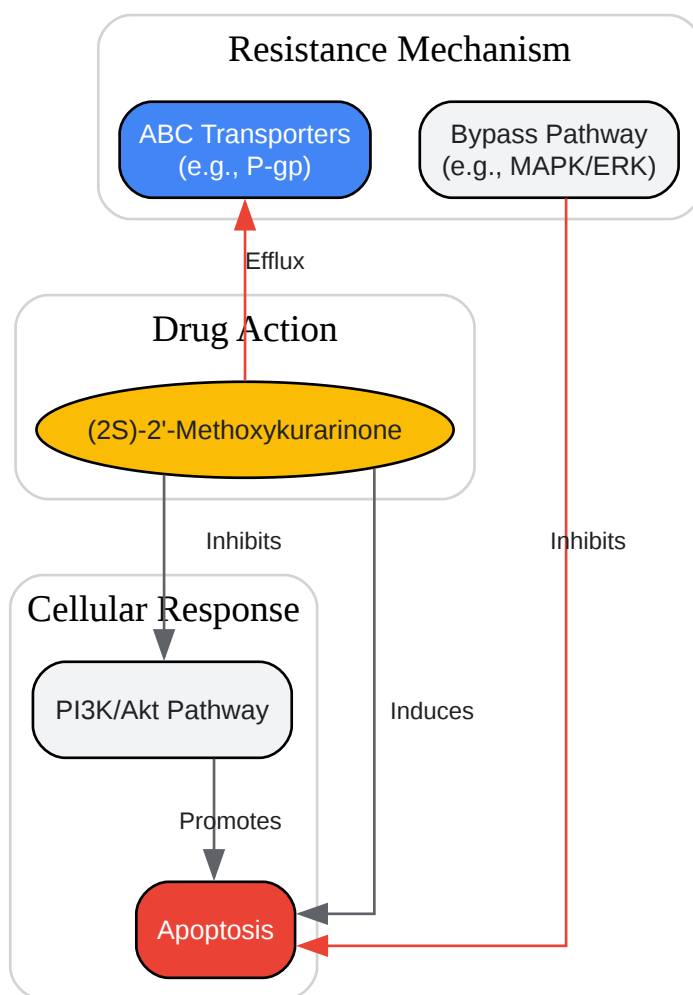 Resistance Mechanism
ABC Transporters
(e.g., P-gp)
Bypass Pathway
(e.g., MAPK/ERK)
Efflux
Drug Action
(2S)-2'-Methoxykurarinone
Inhibits
Inhibits
Cellular Response
PI3K/Akt Pathway
Induces
Promotes
Apoptosis